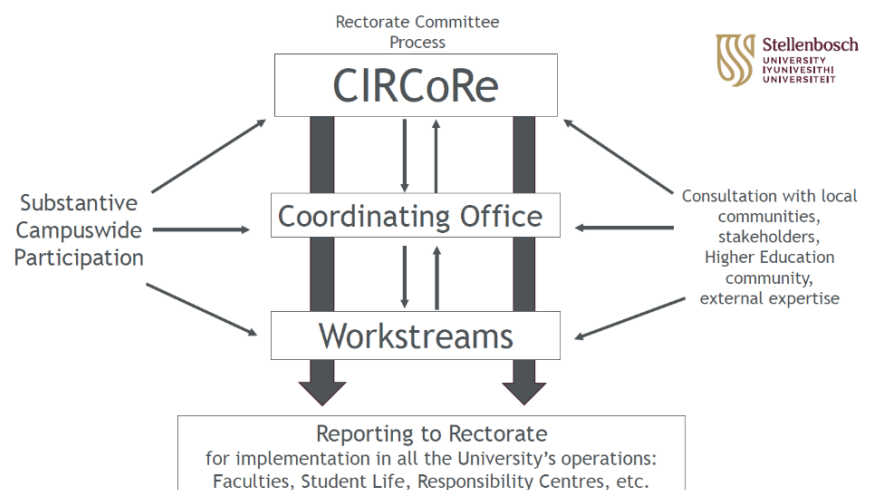 Rectorate Committee
Process
CIRCoRe
Stellenbosch
UNIVERSITY
IYUNIVESITHI
UNIVERSITEIT
Substantive
Campuswide
Participation
Coordinating Office
Consultation with local
communities,
stakeholders,
Higher Education
community,
external expertise
Workstreams
Reporting to Rectorate
for implementation in all the University's operations:
Faculties, Student Life, Responsibility Centres, etc.